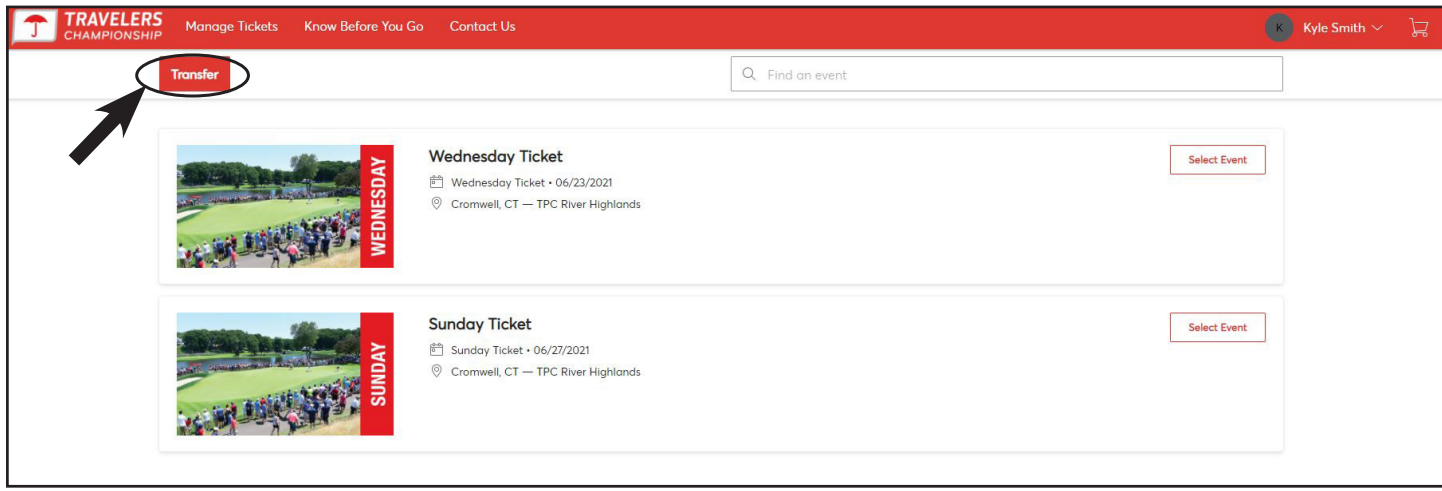 TRAVELERS
CHAMPIONSHIP
Manage Tickets Know Before You Go Contact Us
K Kyle Smith
Transfer
Find an event
WEDNESDAY
Wednesday Ticket
Wednesday Ticket • 06/23/2021
Cromwell, CT — TPC River Highlands
Select Event
SUNDAY
Sunday Ticket
Sunday Ticket • 06/27/2021
Cromwell, CT — TPC River Highlands
Select Event